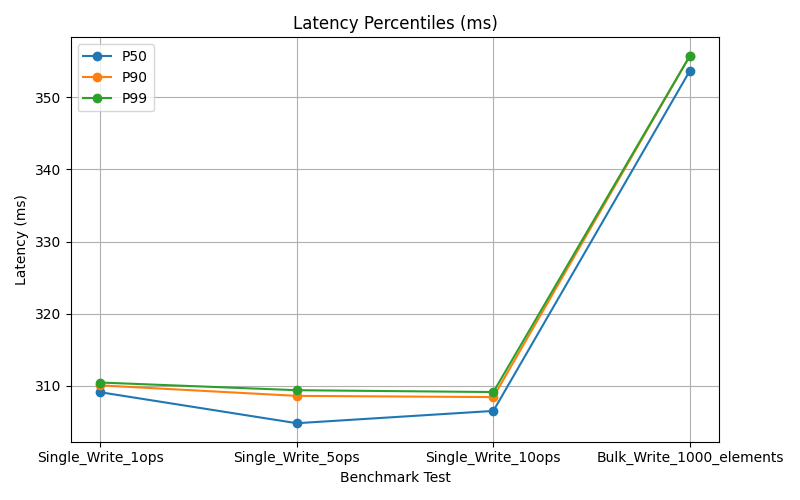 Latency Percentiles (ms)
P50
P90
P99
Latency (ms)
350
340
330
320
310
Single_Write_1ops
Single_Write_5ops
Single_Write_10ops
Bulk_Write_1000_elements
Benchmark Test